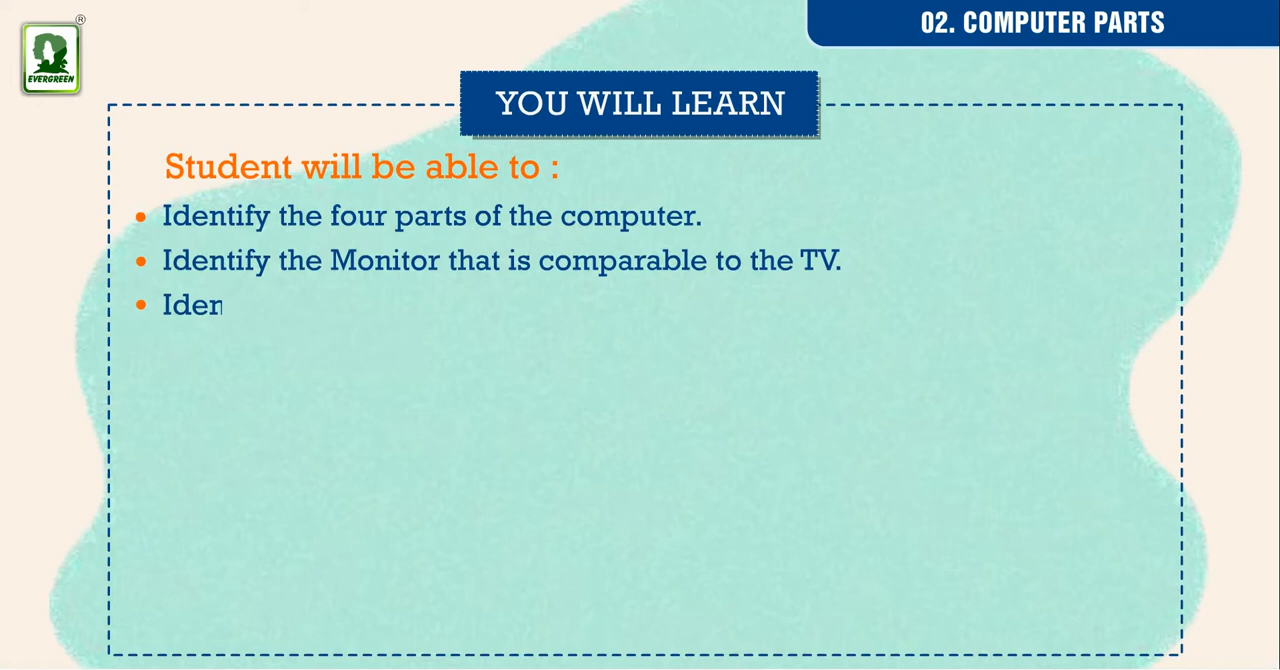 ®
EVERGREEN
02. COMPUTER PARTS
YOU WILL LEARN
Student will be able to :
• Identify the four parts of the computer.
• Identify the Monitor that is comparable to the TV.
• Iden